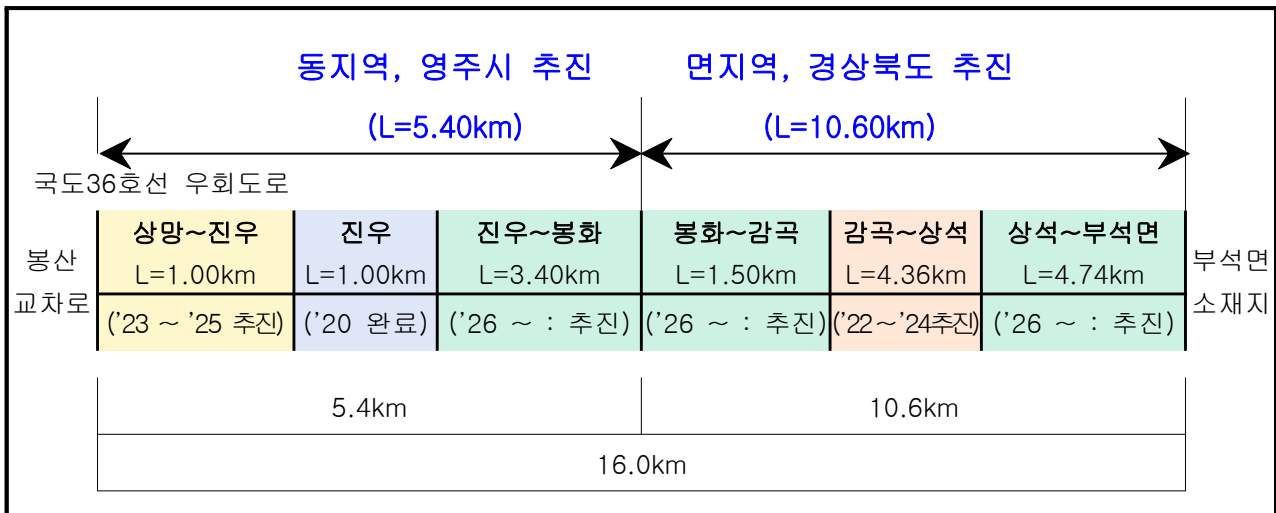 동지역, 영주시 추진 면지역, 경상북도 추진
(L=5.40km) (L=10.60km)
국도36호선 우회도로
봉산
교차로
상망~진우 진우 진우~봉화 봉화~감곡 감곡~상석 상석~부석면
L=1.00km L=1.00km L=3.40km L=1.50km L=4.36km L=4.74km
('23 ~ '25 추진) ('20 완료) ('26 ~ : 추진) ('26 ~ : 추진) ('22~'24추진) ('26 ~ : 추진)
부석면
소재지
5.4km 10.6km
16.0km